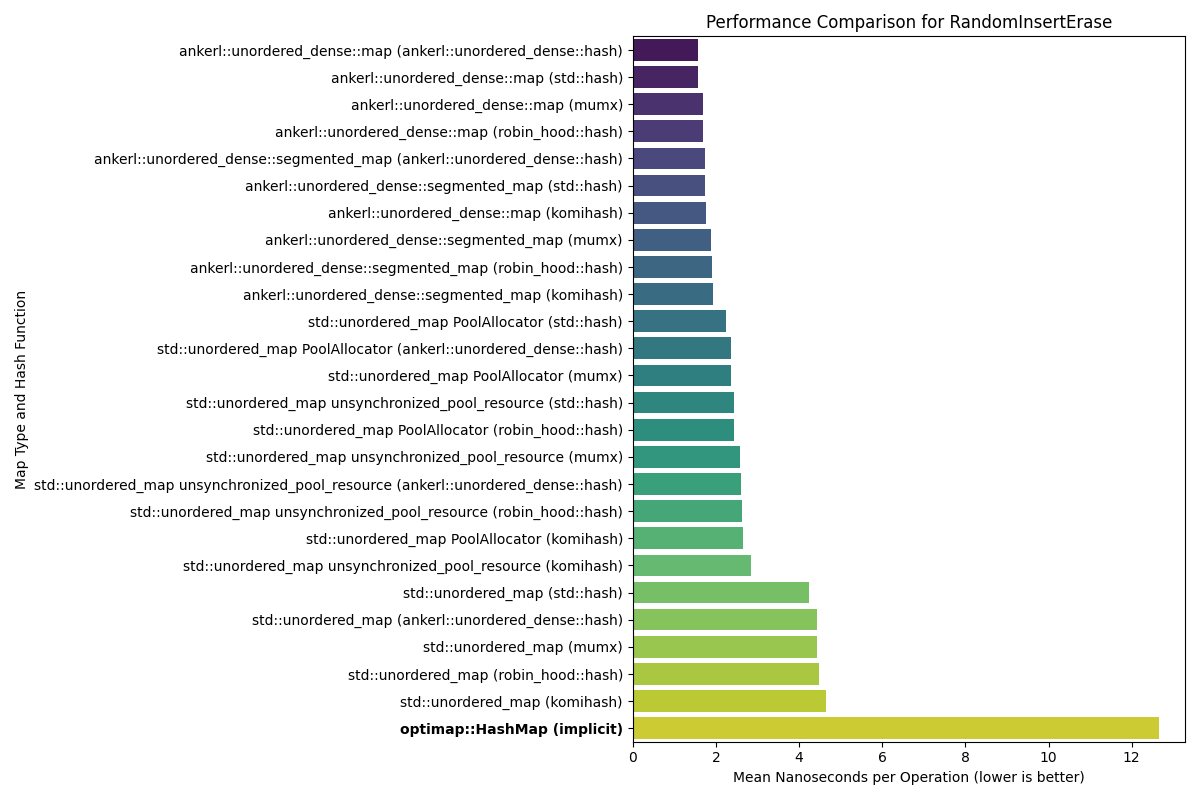 Performance Comparison for RandomInsertErase
Map Type and Hash Function
ankerl::unordered_dense::map (ankerl::unordered_dense::hash)
ankerl::unordered_dense::map (std::hash)
ankerl::unordered_dense::map (mumx)
ankerl::unordered_dense::map (robin_hood::hash)
ankerl::unordered_dense::segmented_map (ankerl::unordered_dense::hash)
ankerl::unordered_dense::segmented_map (std::hash)
ankerl::unordered_dense::map (komihash)
ankerl::unordered_dense::segmented_map (mumx)
ankerl::unordered_dense::segmented_map (robin_hood::hash)
ankerl::unordered_dense::segmented_map (komihash)
std::unordered_map PoolAllocator (std::hash)
std::unordered_map PoolAllocator (ankerl::unordered_dense::hash)
std::unordered_map PoolAllocator (mumx)
std::unordered_map unsynchronized_pool_resource (std::hash)
std::unordered_map PoolAllocator (robin_hood::hash)
std::unordered_map unsynchronized_pool_resource (mumx)
std::unordered_map unsynchronized_pool_resource (ankerl::unordered_dense::hash)
std::unordered_map unsynchronized_pool_resource (robin_hood::hash)
std::unordered_map PoolAllocator (komihash)
std::unordered_map unsynchronized_pool_resource (komihash)
std::unordered_map (std::hash)
std::unordered_map (ankerl::unordered_dense::hash)
std::unordered_map (mumx)
std::unordered_map (robin_hood::hash)
std::unordered_map (komihash)
optimap::HashMap (implicit)
0 2 4 6 8 10 12
Mean Nanoseconds per Operation (lower is better)